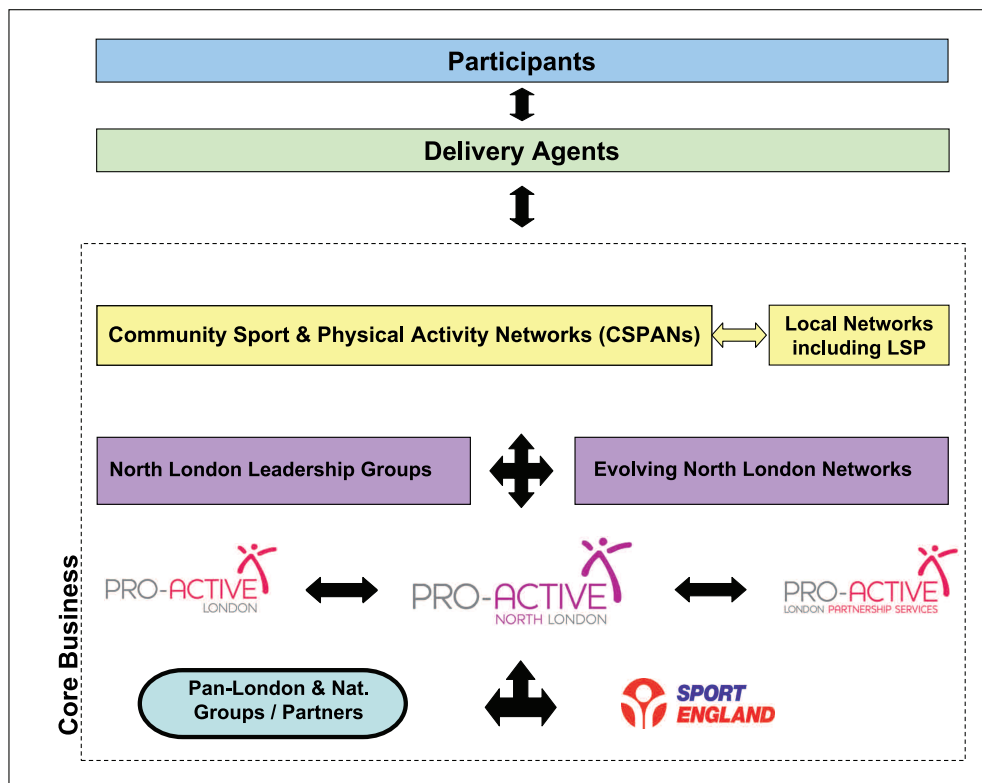 Participants
Delivery Agents
Community Sport & Physical Activity Networks (CSPANs)
Local Networks
including LSP
North London Leadership Groups
Evolving North London Networks
Core Business
PRO-ACTIVE
LONDON
PRO-ACTIVE
NORTH LONDON
PRO-ACTIVE
LONDON PARTNERSHIP SERVICES
Pan-London & Nat.
Groups / Partners
SPORT
ENGLAND